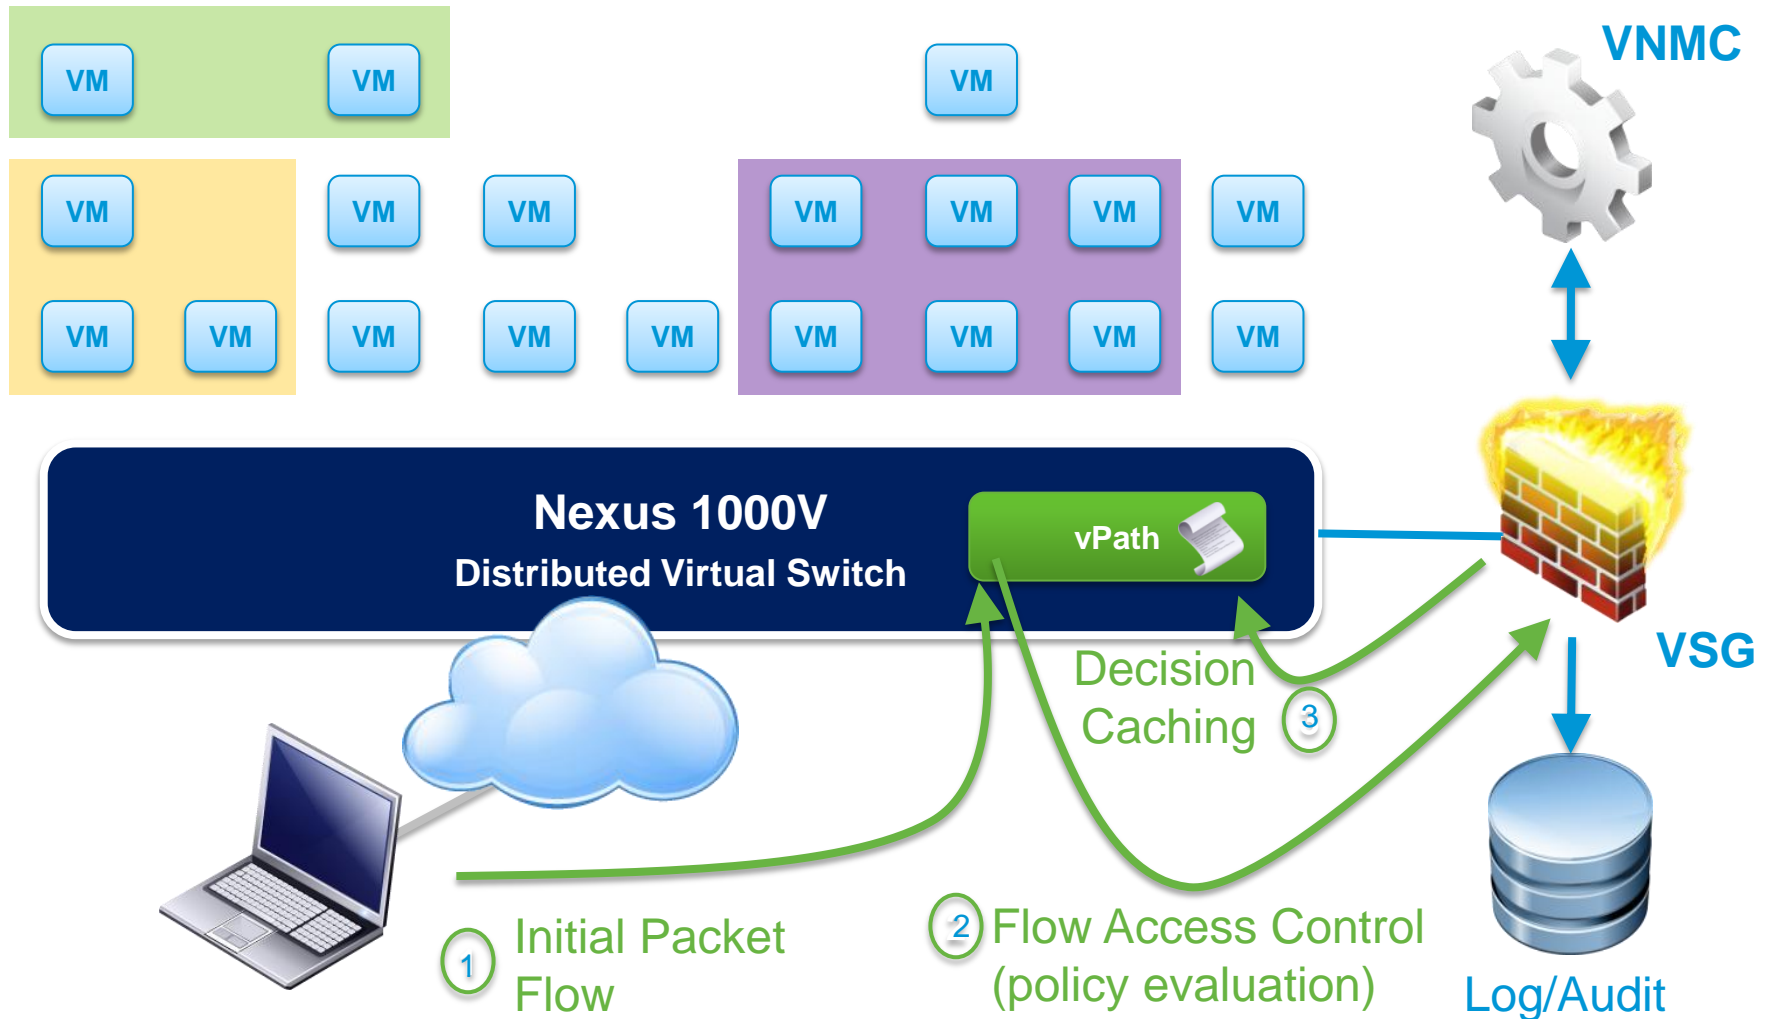 VNMC
VM VM VM
VM VM VM VM VM VM VM
VM VM VM VM VM VM VM VM VM
Nexus 1000V
Distributed Virtual Switch
vPath
VSG
Decision
Caching
3
1
Initial Packet
Flow
2
Flow Access Control
(policy evaluation)
Log/Audit